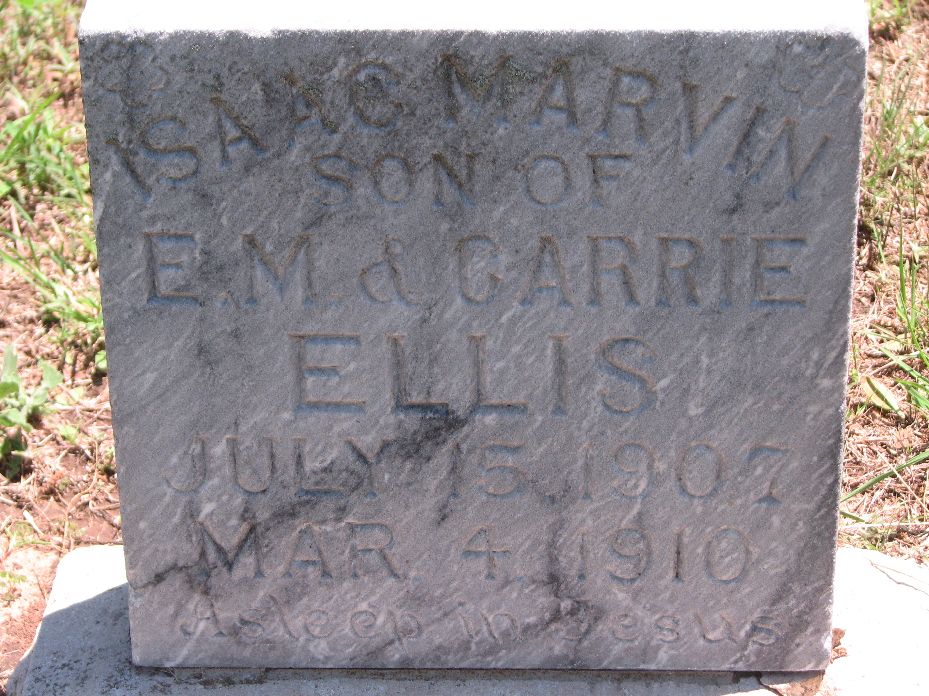 ISAAC MARVIN
SON OF
E.M. & CARRIE
ELLIS
JULY 15, 1907
MAR. 4, 1910
Asleep in Jesus